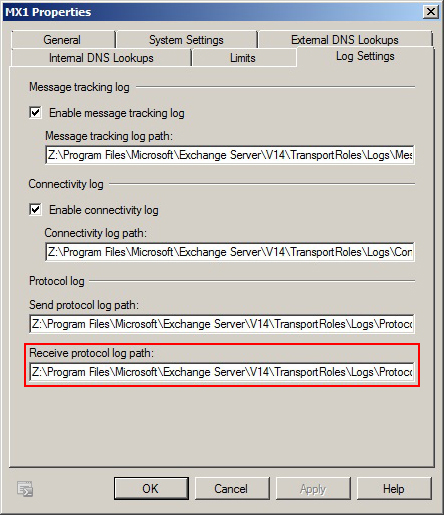 MX1 Properties
General System Settings External DNS Lookups
Internal DNS Lookups Limits Log Settings
Message tracking log
Enable message tracking log
Message tracking log path:
Z:\Program Files\Microsoft\Exchange Server\V14\TransportRoles\Logs\Mes
Connectivity log
Enable connectivity log
Connectivity log path:
Z:\Program Files\Microsoft\Exchange Server\V14\TransportRoles\Logs\Con
Protocol log
Send protocol log path:
Z:\Program Files\Microsoft\Exchange Server\V14\TransportRoles\Logs\Protoco
Receive protocol log path:
Z:\Program Files\Microsoft\Exchange Server\V14\TransportRoles\Logs\Protoco
OK Cancel Apply Help